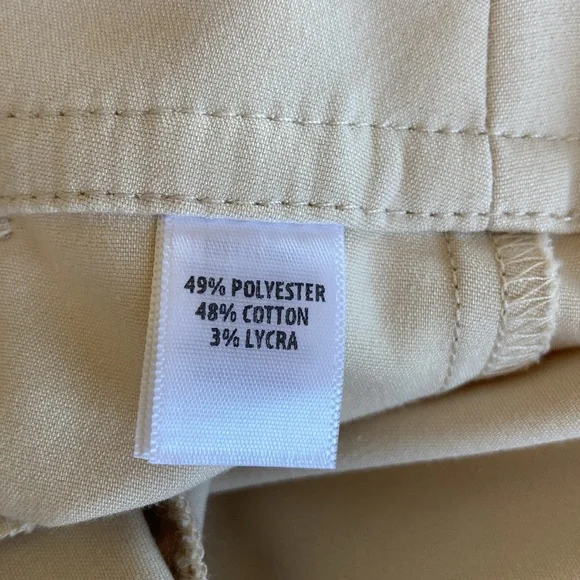 49% POLYESTER
48% COTTON
3% LYCRA